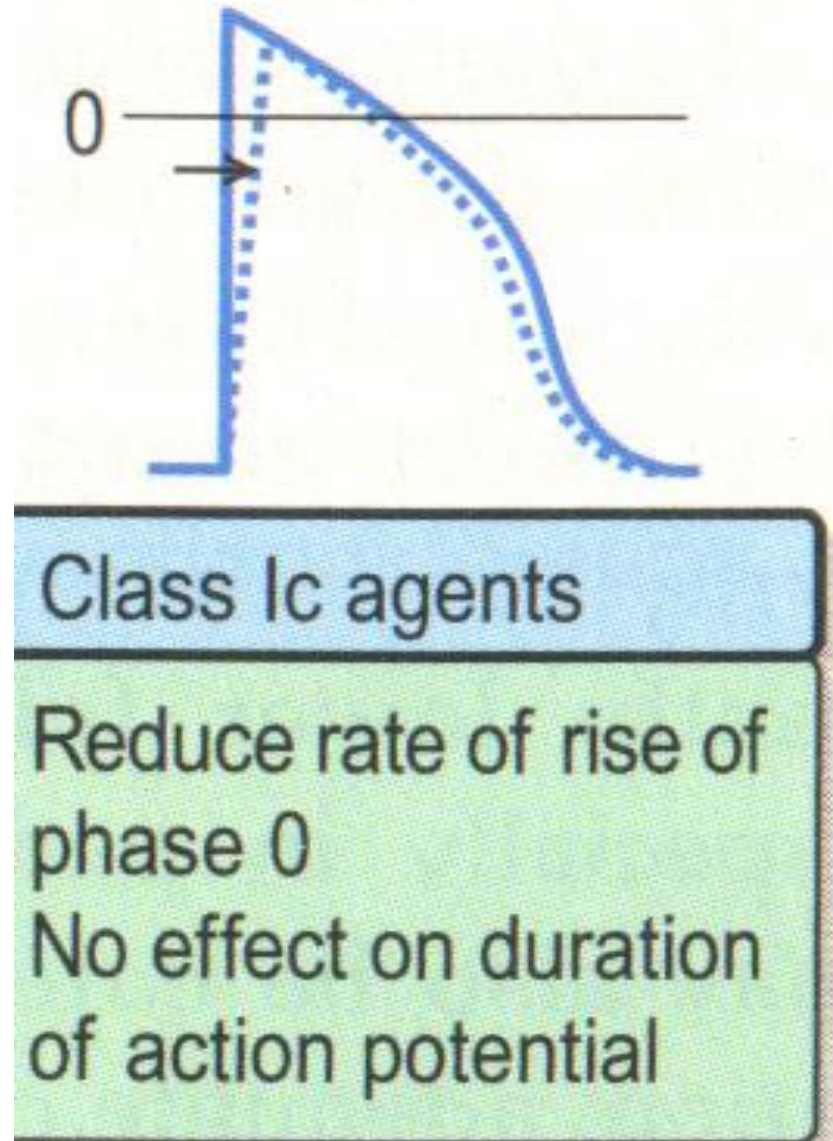 0
Class Ic agents
Reduce rate of rise of
phase 0
No effect on duration
of action potential